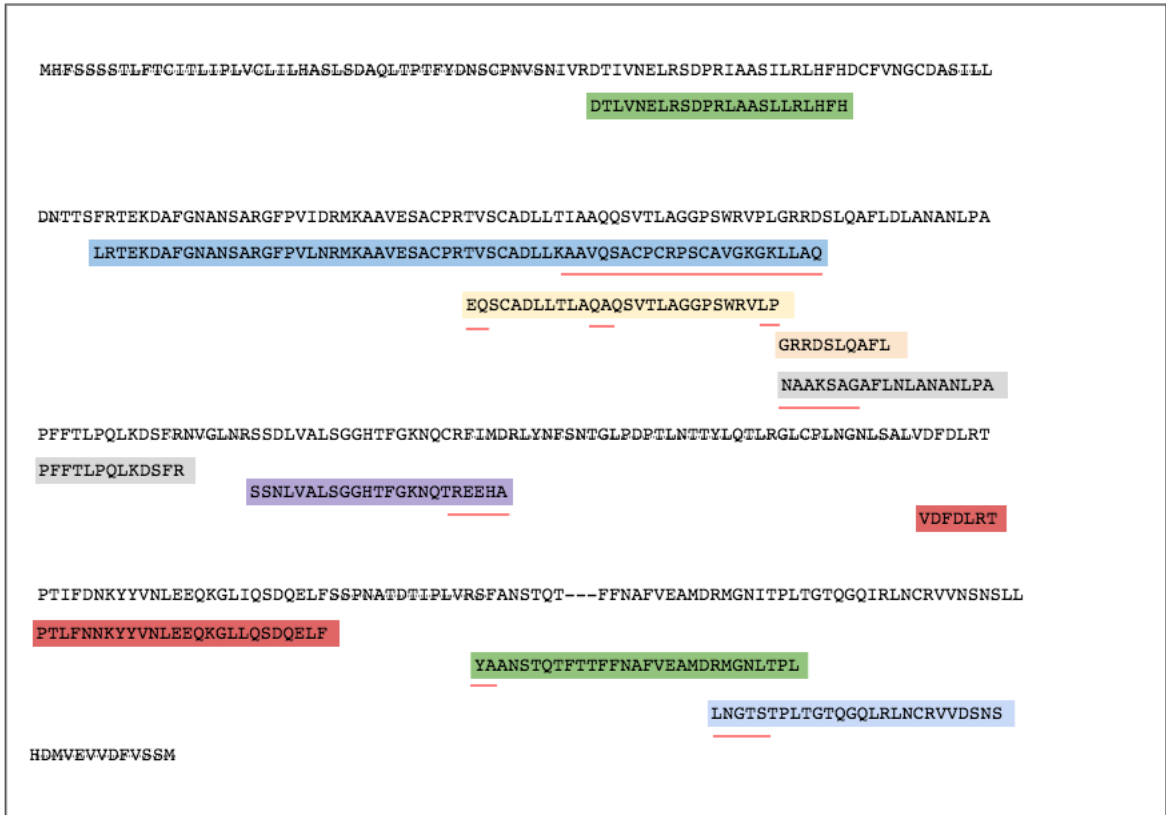 MHFSSSSTLFTCITLIPLVCLILHASLSDAQLTPTFYDNSCPNVSNIVRDTIVNELRSDPRIAASILRLHFHDCFVNGCDASILL
DTLVNELRSDPRLAASLLRLHFH
DNTTSFRTEKDAFGNANSARGFPVIDRMKAAVESACPRTVSCADLLTIAAQQSVTLAGGPSWRVPLGRRDSLQAFLDLANANLPA
LRTEKDAFGNANSARGFPVLNRMKAAVESACPRTVSCADLLKAAVQSACPCRPSCAVGKGKLLAQ
EQSCADLLTLAQAQSVTLAGGPSWRVLP
GRRDSLQAFL
NAAKSAGAFLNLANANLPA
PFFTLPQLKDSFRNVGLNRSSDLVALSGGHTFGKNQCRFIMDRLYNFSNTGLPDPTLNTTYLQTLRGLCPLNGNLSALVDFDLRT
PFFTLPQLKDSFR
SSNLVALSGGHTFGKNQTREEHA
VDFDLRT
PTIFDNKYYVNLEEQKGLIQSDQELFSSPNATDTIPLVRSFANSTQT---FFNAFVEAMDRMGNITPLTGTQGQIRLNCRVVNSNSLL
PTLFNNKYYVNLEEQKGLLQSDQELF
YAANSTQTFTTFFNAFVEAMDRMGNLTPL
LNGTSTPLTGTQGQLRLNCRVVDSNS
HDMVEVVDFVSSM